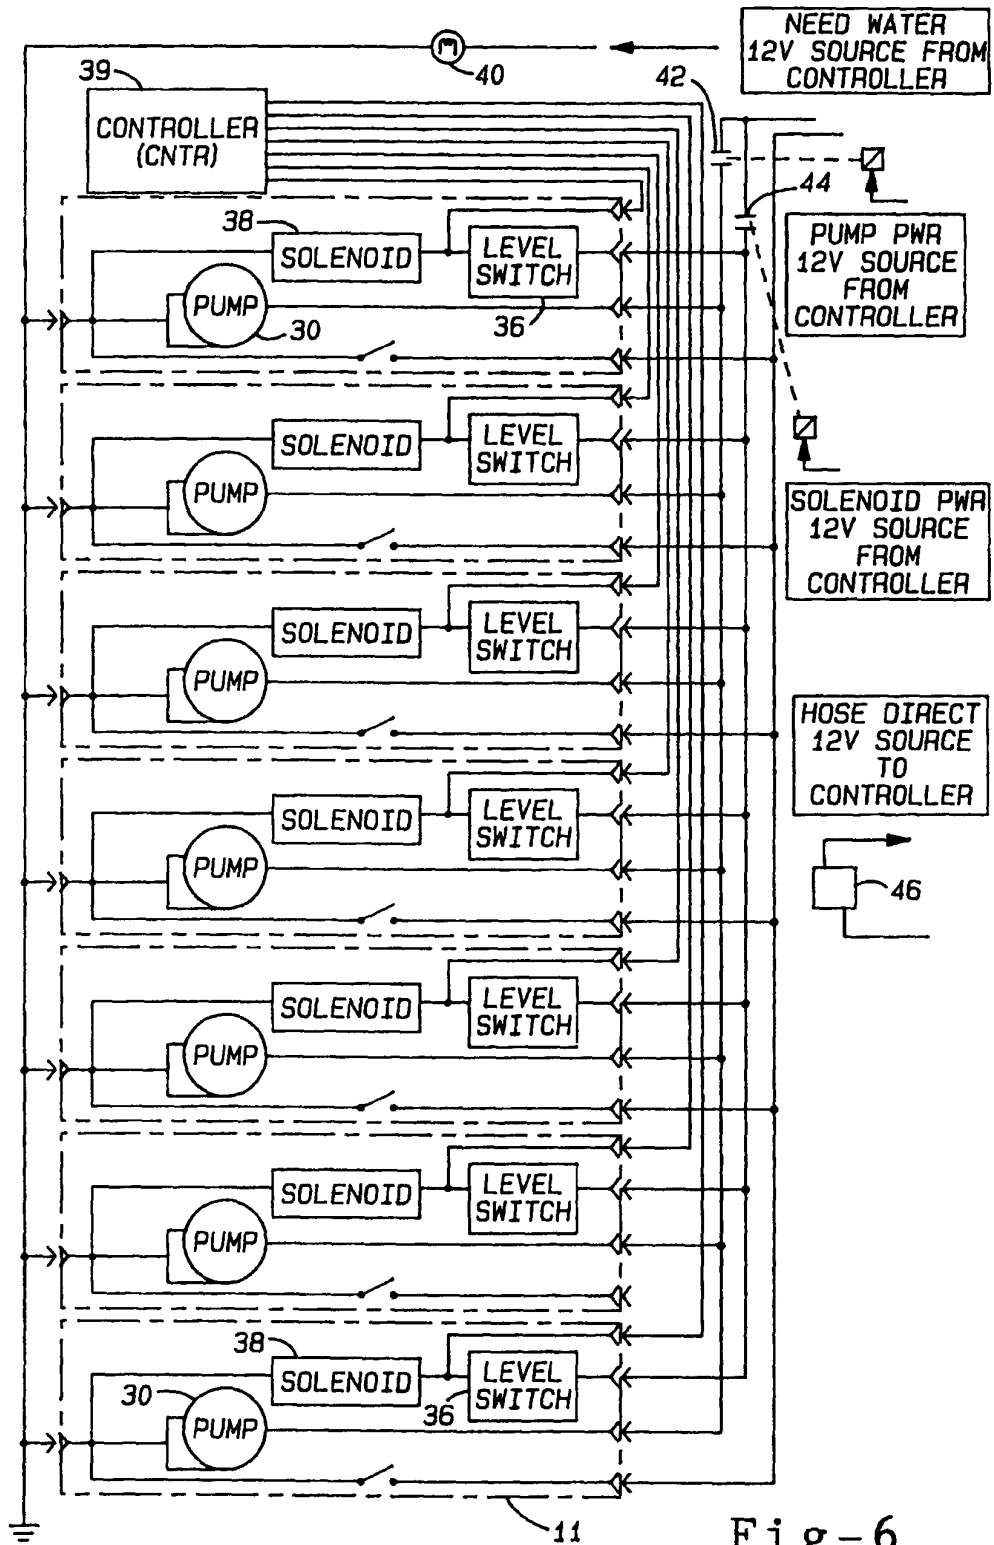 NEED WATER
12V SOURCE FROM
CONTROLLER
40
39
42
CONTROLLER
(CNTR)
44
38
SOLENOID
LEVEL
SWITCH
PUMP
30
36
PUMP PWR
12V SOURCE
FROM
CONTROLLER
SOLENOID
LEVEL
SWITCH
PUMP
SOLENOID PWR
12V SOURCE
FROM
CONTROLLER
SOLENOID
LEVEL
SWITCH
PUMP
HOSE DIRECT
12V SOURCE
TO
CONTROLLER
SOLENOID
LEVEL
SWITCH
PUMP
46
SOLENOID
LEVEL
SWITCH
PUMP
SOLENOID
LEVEL
SWITCH
PUMP
38
SOLENOID
LEVEL
SWITCH
30
36
PUMP
11
Fig-6